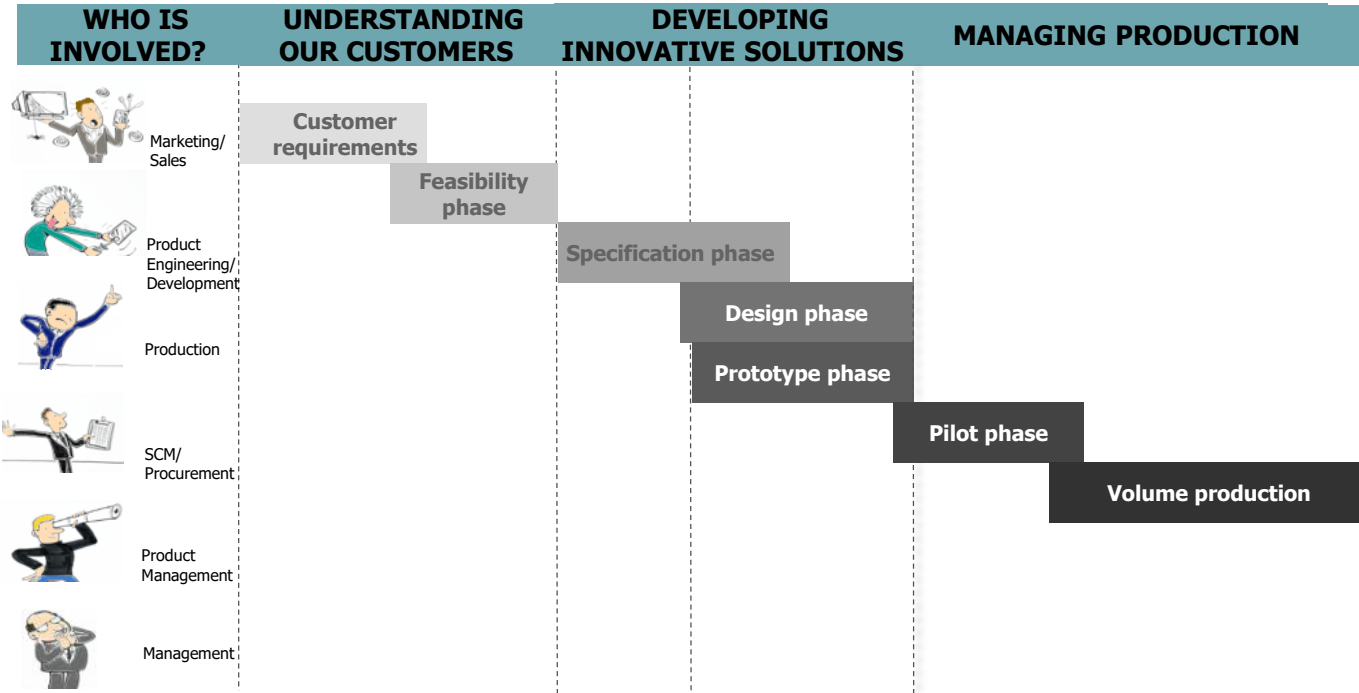 WHO IS
INVOLVED?
UNDERSTANDING
OUR CUSTOMERS
DEVELOPING
INNOVATIVE SOLUTIONS
MANAGING PRODUCTION
Marketing/
Sales
Product
Engineering/
Development
Production
SCM/
Procurement
Product
Management
Management
Customer
requirements
Feasibility
phase
Specification phase
Design phase
Prototype phase
Pilot phase
Volume production